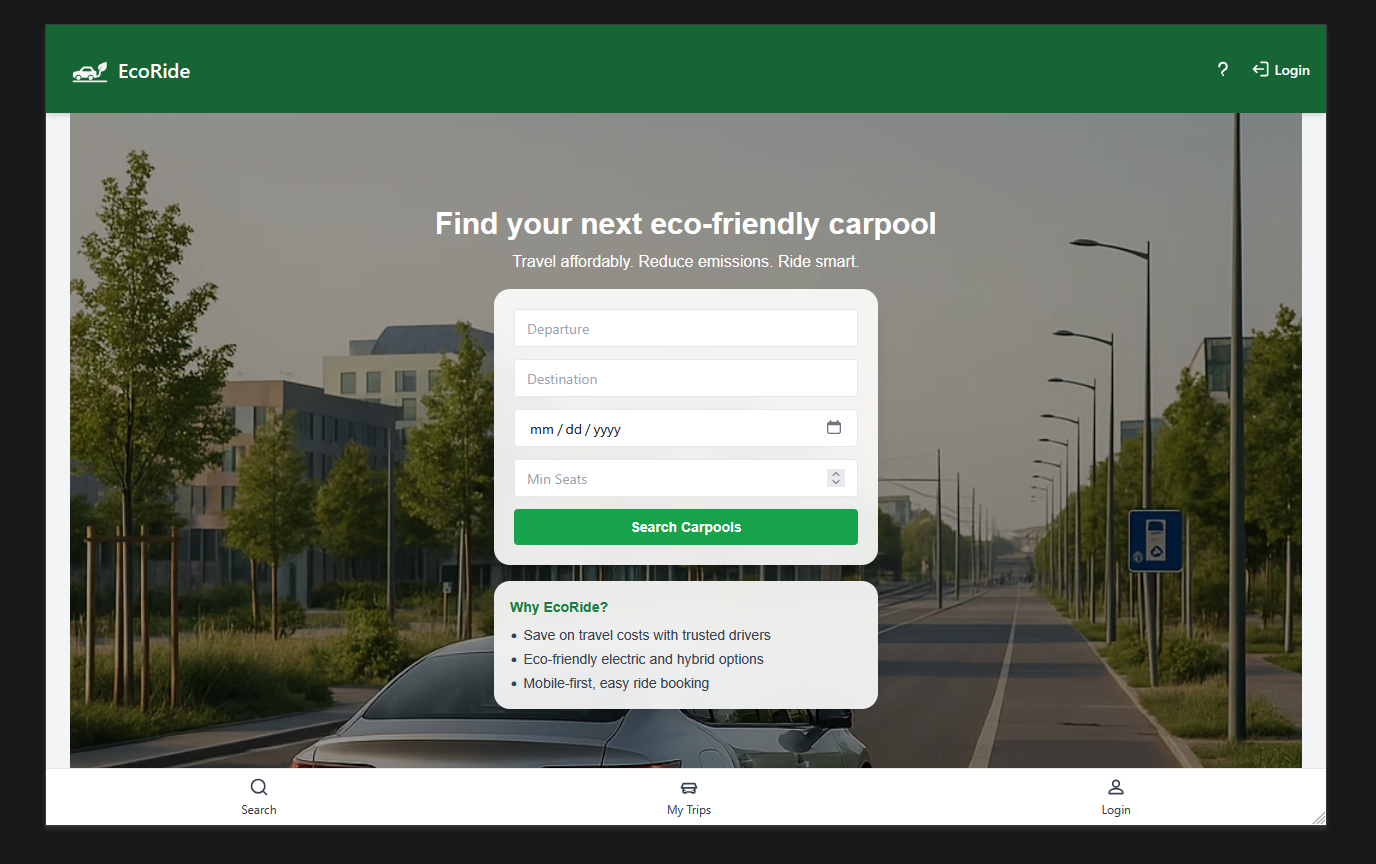 EcoRide
? Login
Find your next eco-friendly carpool
Travel affordably. Reduce emissions. Ride smart.
Departure
Destination
mm / dd / yyyy
Min Seats
Search Carpools
Why EcoRide?
• Save on travel costs with trusted drivers
• Eco-friendly electric and hybrid options
• Mobile-first, easy ride booking
Search
My Trips
Login